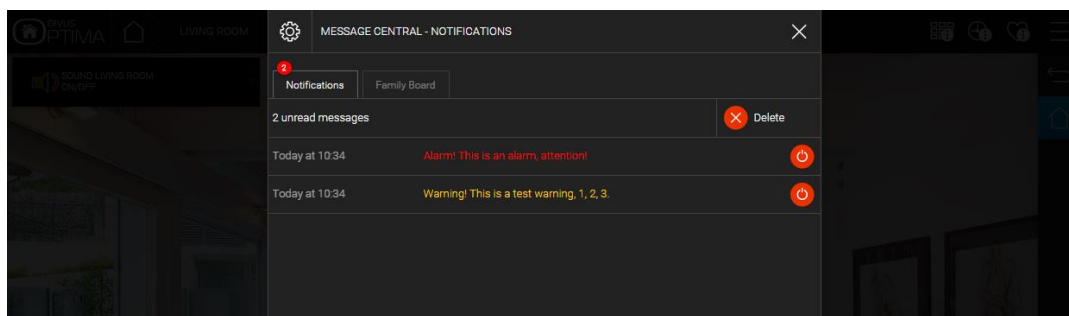 DIVUS
OPTIMA
LIVING ROOM
MESSAGE CENTRAL - NOTIFICATIONS
SOUND LIVING ROOM
ON/OFF
2
Notifications
Family Board
2 unread messages
Delete
Today at 10:34
Alarm! This is an alarm, attention!
Today at 10:34
Warning! This is a test warning, 1, 2, 3.